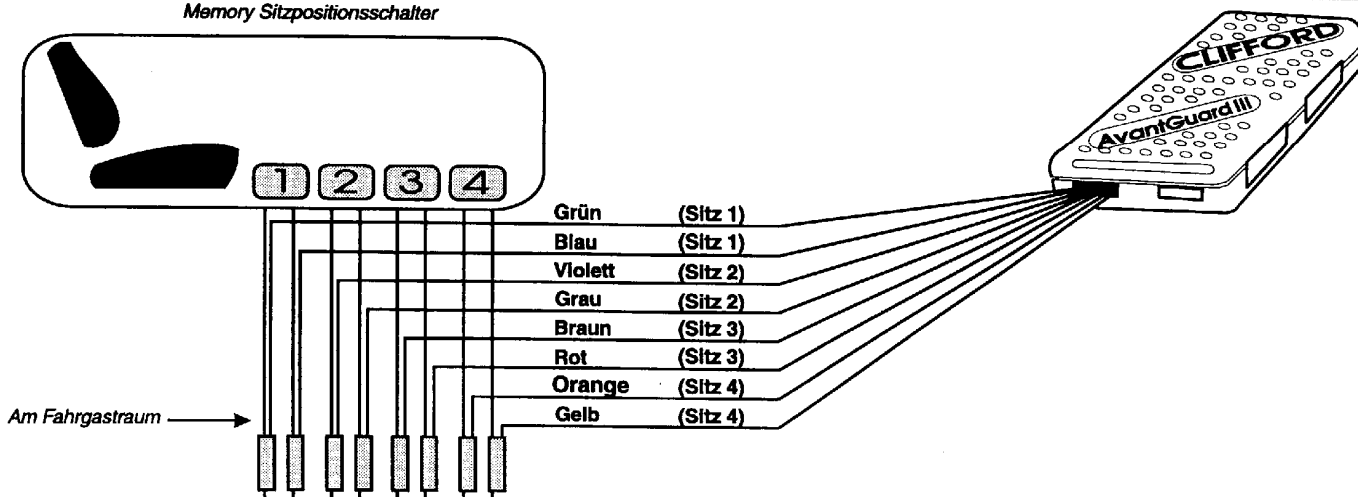 Memory Sitzpositionsschalter
CLIFFORD
AvantGuard III
1 2 3 4
Grün (Sitz 1)
Blau (Sitz 1)
Violett (Sitz 2)
Grau (Sitz 2)
Braun (Sitz 3)
Rot (Sitz 3)
Orange (Sitz 4)
Gelb (Sitz 4)
Am Fahrgastraum